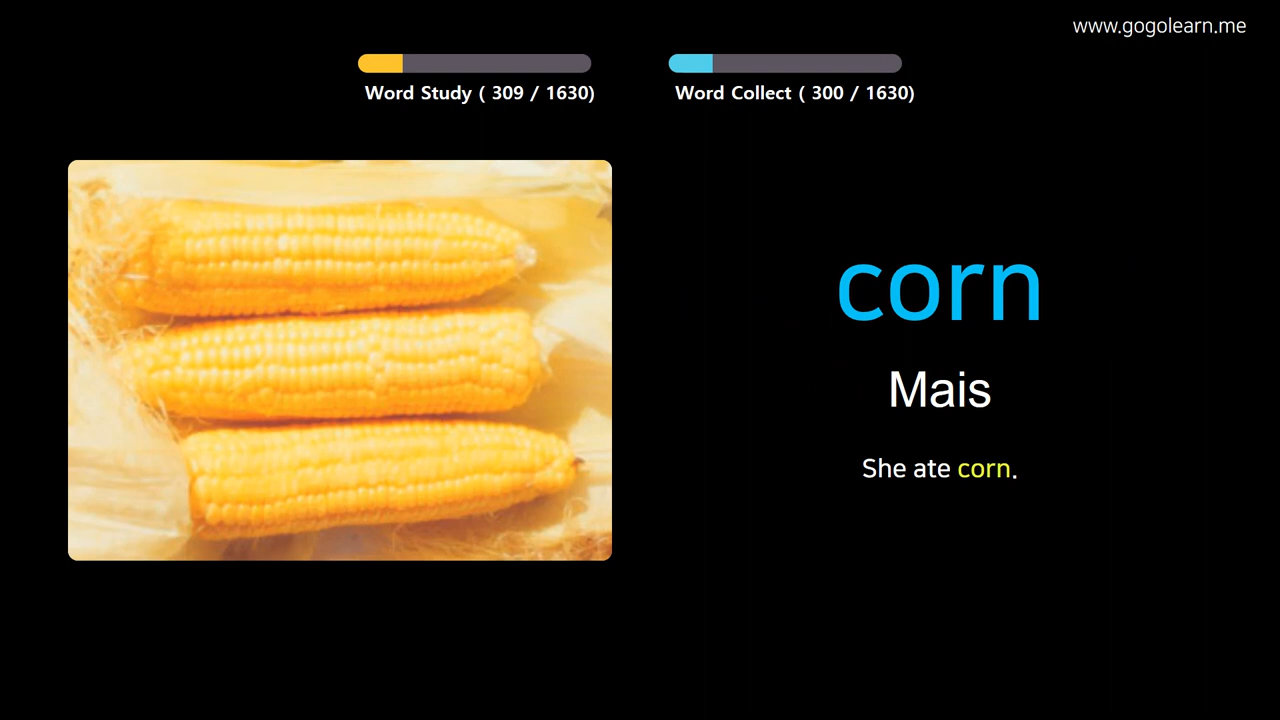 www.gogolearn.me
Word Study ( 309 / 1630)
Word Collect ( 300 / 1630)
corn
Mais
She ate corn.